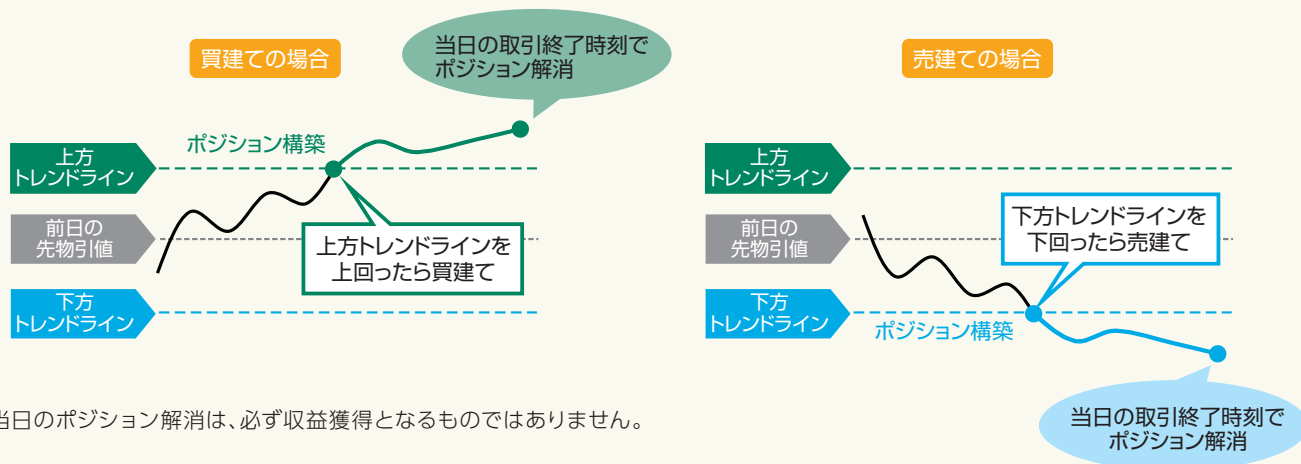 買建ての場合
当日の取引終了時刻で
ポジション解消
上方
トレンドライン
ポジション構築
前日の
先物引値
上方トレンドラインを
上回ったら買建て
下方
トレンドライン
売建ての場合
上方
トレンドライン
前日の
先物引値
下方トレンドラインを
下回ったら売建て
下方
トレンドライン
ポジション構築
当日の取引終了時刻で
ポジション解消
当日のポジション解消は、必ず収益獲得となるものではありません。